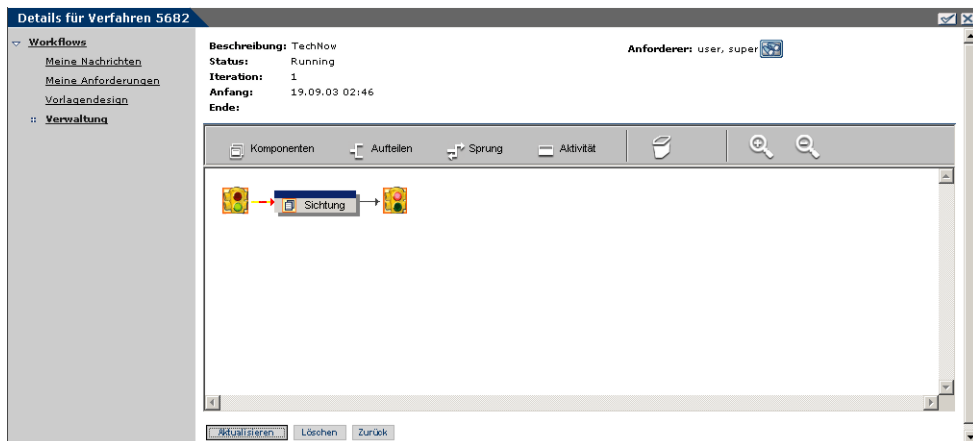 Details für Verfahren 5682
Workflows
Meine Nachrichten
Meine Anforderungen
Vorlagendesign
Verwaltung
Beschreibung: TechNow
Anforderer: user, super
Status: Running
Iteration: 1
Anfang: 19.09.03 02:46
Ende:
Komponenten Aufteilen Sprung Aktivität
Sichtung
Aktualisieren Löschen Zurück